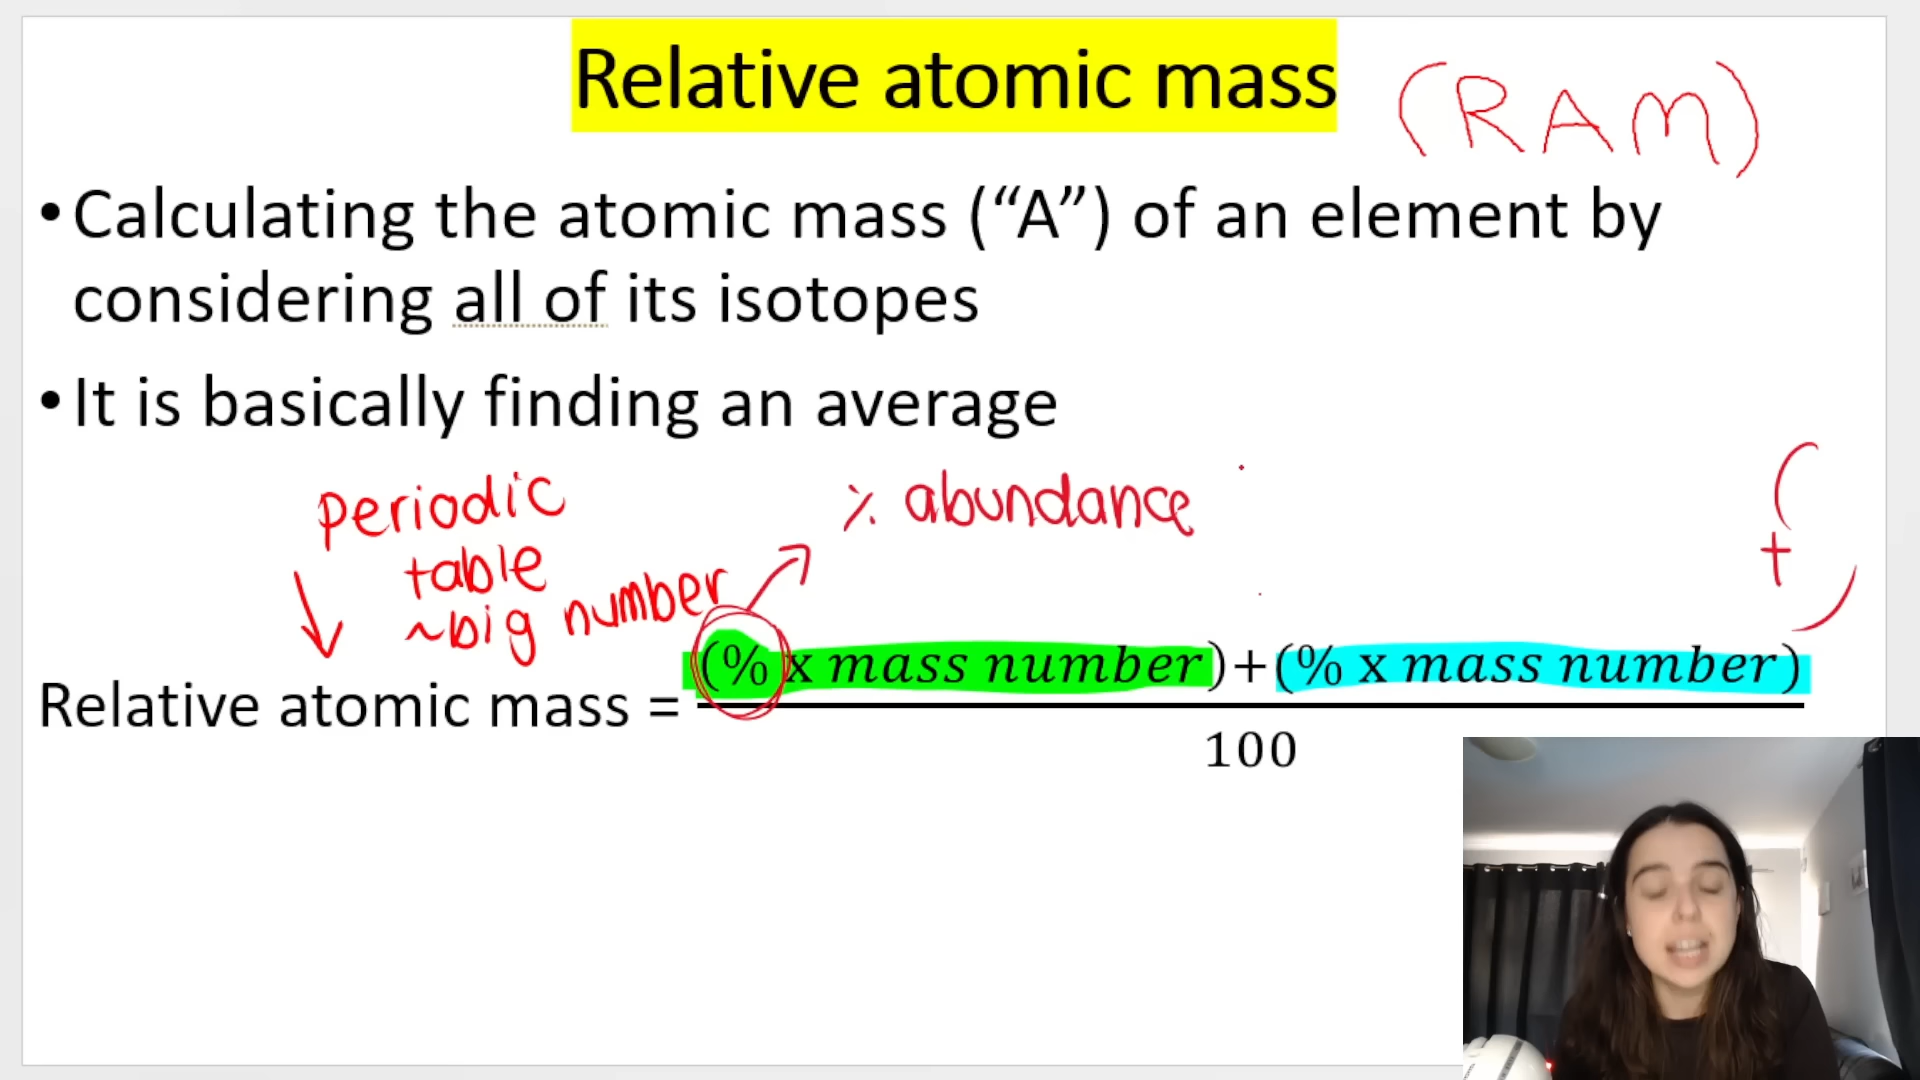 Relative atomic mass (RAM)
• Calculating the atomic mass (“A”) of an element by
considering all of its isotopes
• It is basically finding an average
periodic
table
~big number
% abundance
( + )
Relative atomic mass = (% x mass number)+(% x mass number)
100